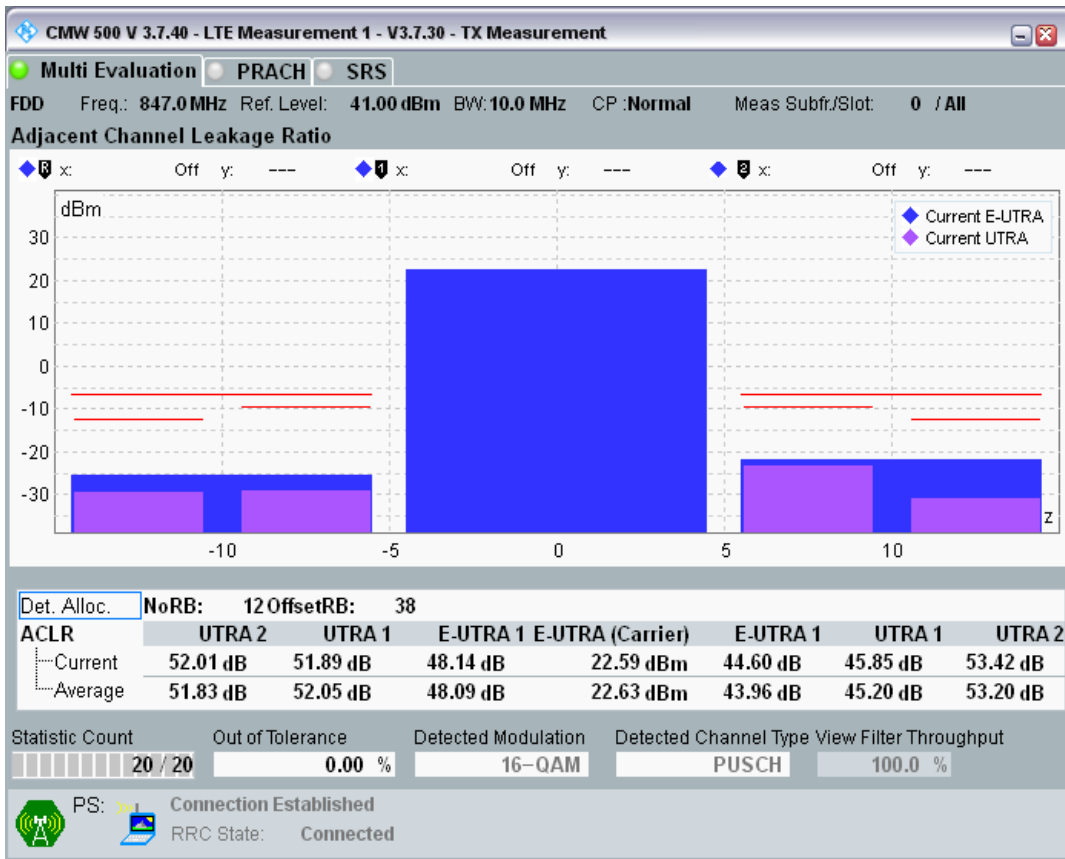 CMW 500 V 3.7.40 - LTE Measurement 1 - V3.7.30 - TX Measurement
Multi Evaluation PRACH SRS
FDD Freq.: 847.0 MHz Ref. Level: 41.00 dBm BW: 10.0 MHz CP :Normal Meas Subfr./Slot: 0 / All
Adjacent Channel Leakage Ratio
R x: Off y: --- 1 x: Off y: --- 2 x: Off y: ---
dBm
Current E-UTRA
Current UTRA
30
20
10
0
-10
-20
-30
z
-10 -5 0 5 10
Det. Alloc. NoRB: 12 OffsetRB: 38
ACLR UTRA 2 UTRA 1 E-UTRA 1 E-UTRA (Carrier) E-UTRA 1 UTRA 1 UTRA 2
Current 52.01 dB 51.89 dB 48.14 dB 22.59 dBm 44.60 dB 45.85 dB 53.42 dB
Average 51.83 dB 52.05 dB 48.09 dB 22.63 dBm 43.96 dB 45.20 dB 53.20 dB
Statistic Count Out of Tolerance Detected Modulation Detected Channel Type View Filter Throughput
20 / 20 0.00 % 16-QAM PUSCH 100.0 %
PS: Connection Established
RRC State: Connected